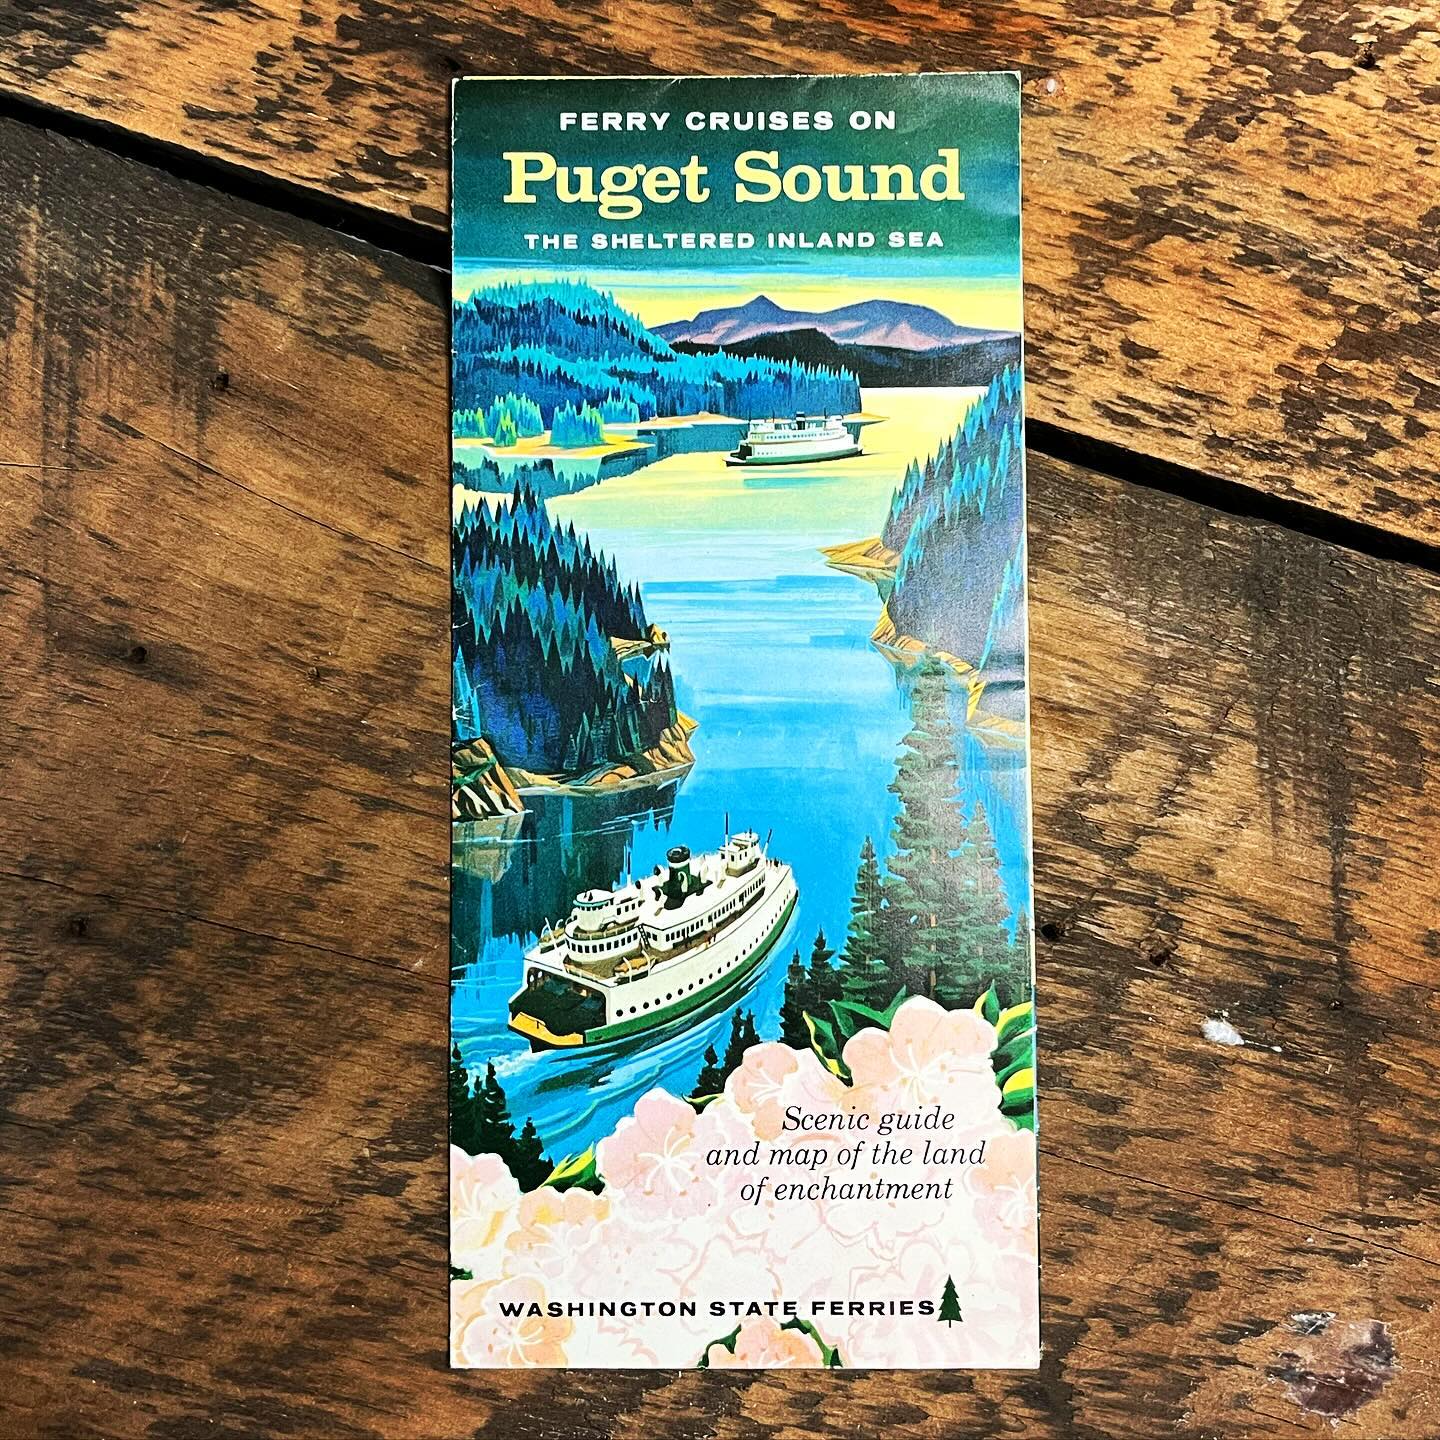 FERRY CRUISES ON
Puget Sound
THE SHELTERED INLAND SEA
Scenic guide
and map of the land
of enchantment
WASHINGTON STATE FERRIES